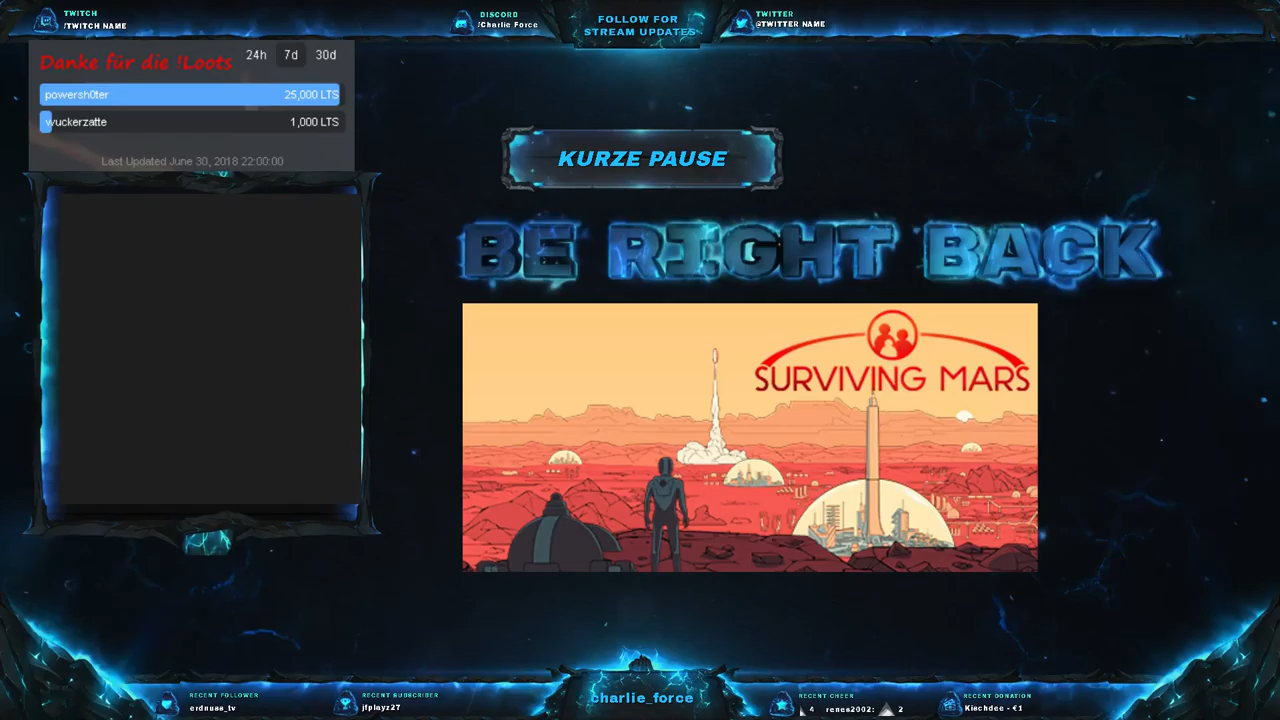 TWITCH
/TWITCH NAME
DISCORD
/Charlie Force
FOLLOW FOR
STREAM UPDATES
TWITTER
@TWITTER NAME
Danke für die !Loots
24h 7d 30d
powersh0ter 25,000 LTS
wuckerzatte 1,000 LTS
Last Updated June 30, 2018 22:00:00
KURZE PAUSE
BE RIGHT BACK
SURVIVING MARS
RECENT FOLLOWER
erdnuss_tv
RECENT SUBSCRIBER
jfplayz27
charlie_force
RECENT CHEER
4 renes2002: 2
RECENT DONATION
Kischdee - €1